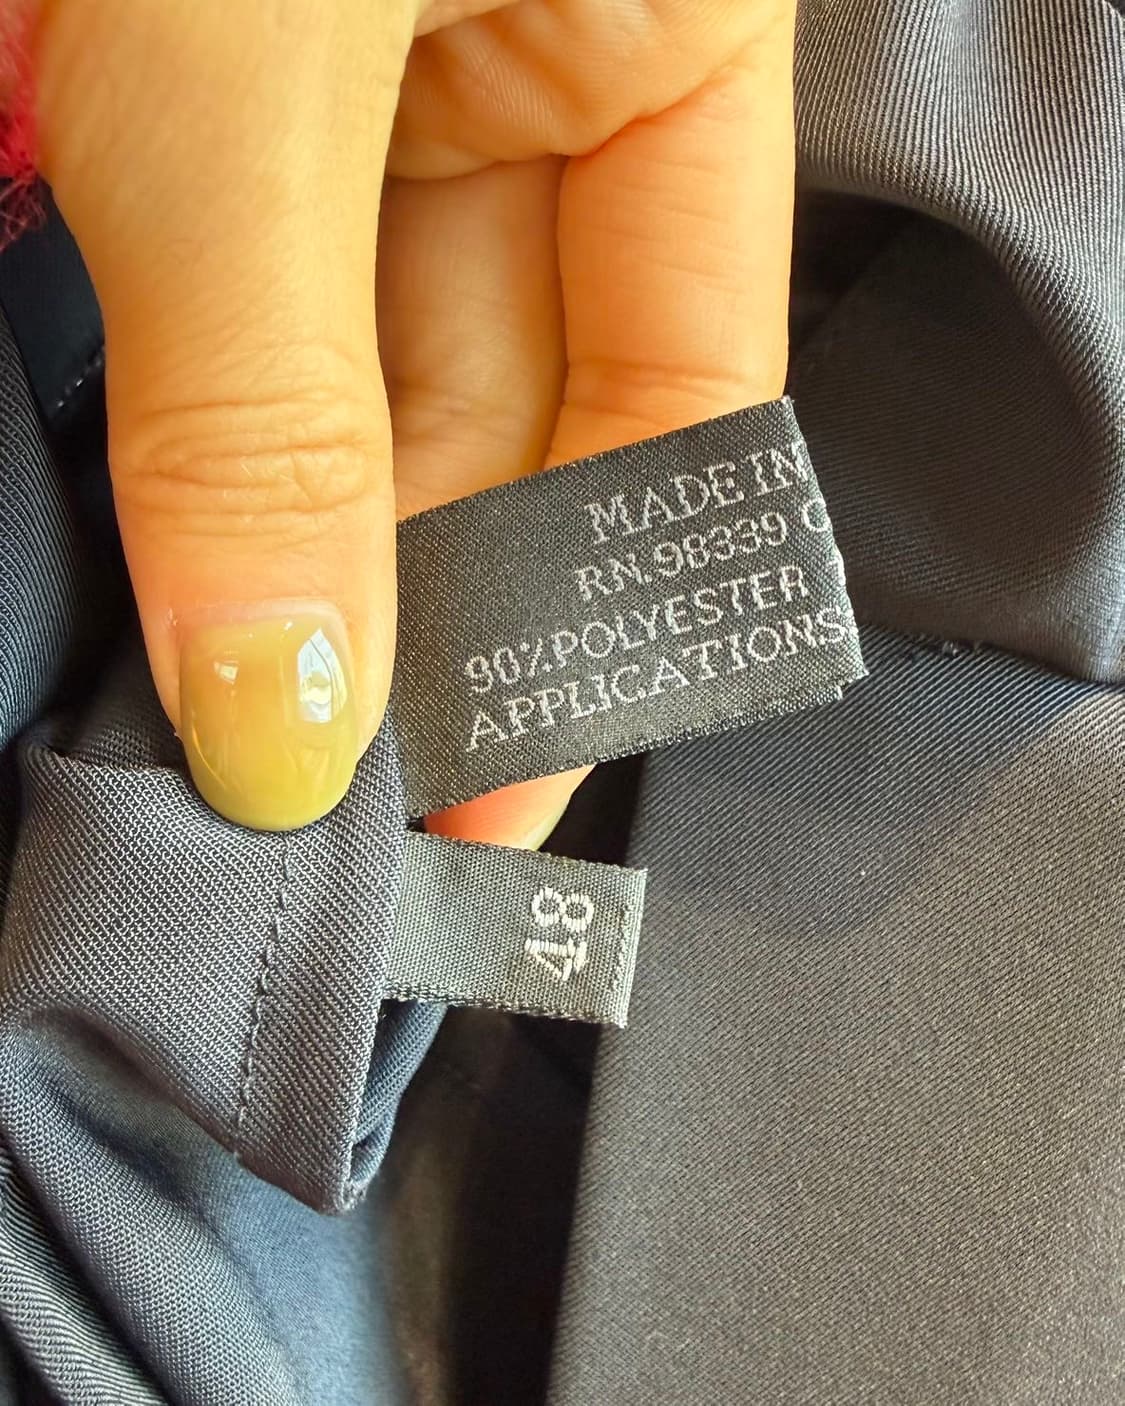 MADE IN
RN.98339 C
90%POLYESTER
APPLICATIONS
48